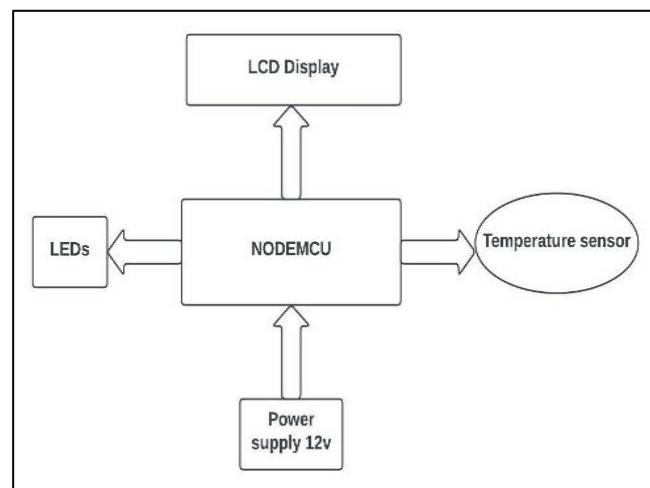 LCD Display
LEDs
NODEMCU
Temperature sensor
Power
supply 12v